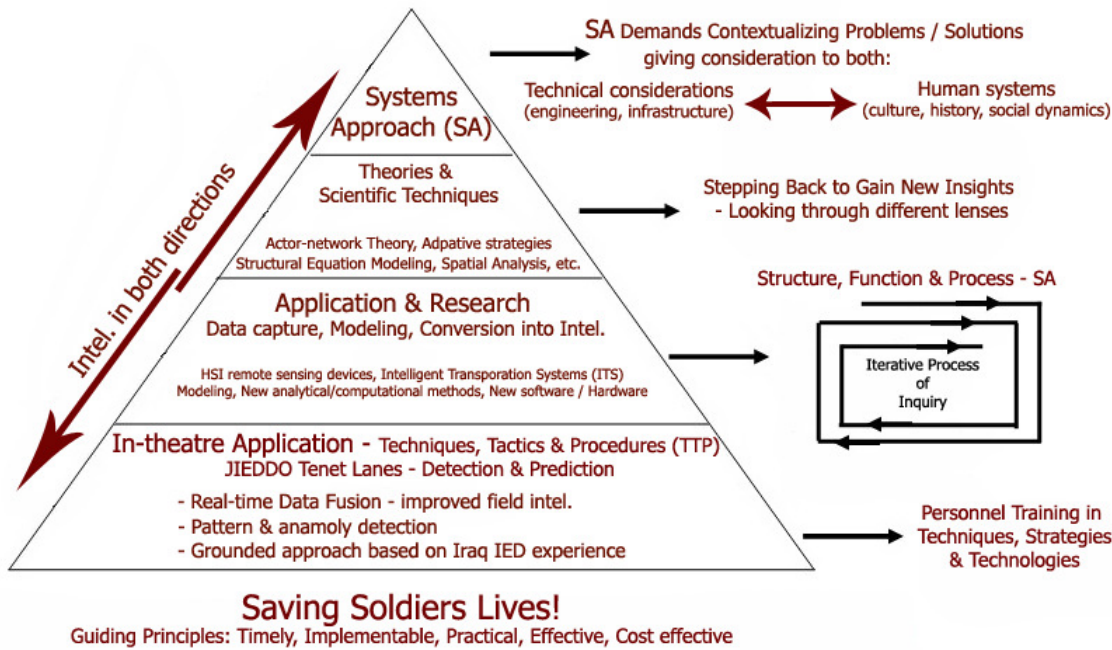 SA Demands Contextualizing Problems / Solutions
giving consideration to both:
Technical considerations
(engineering, infrastructure)
Human systems
(culture, history, social dynamics)
Systems
Approach (SA)
Intel. in both directions
Theories &
Scientific Techniques
Actor-network Theory, Adpative strategies
Structural Equation Modeling, Spatial Analysis, etc.
Stepping Back to Gain New Insights
- Looking through different lenses
Application & Research
Data capture, Modeling, Conversion into Intel.
HSI remote sensing devices, Intelligent Transporation Systems (ITS)
Modeling, New analytical/computational methods, New software / Hardware
Structure, Function & Process - SA
Iterative Process
of
Inquiry
In-theatre Application - Techniques, Tactics & Procedures (TTP)
JIEDDO Tenet Lanes - Detection & Prediction
- Real-time Data Fusion - improved field intel.
- Pattern & anamoly detection
- Grounded approach based on Iraq IED experience
Personnel Training in
Techniques, Strategies
& Technologies
Saving Soldiers Lives!
Guiding Principles: Timely, Implementable, Practical, Effective, Cost effective